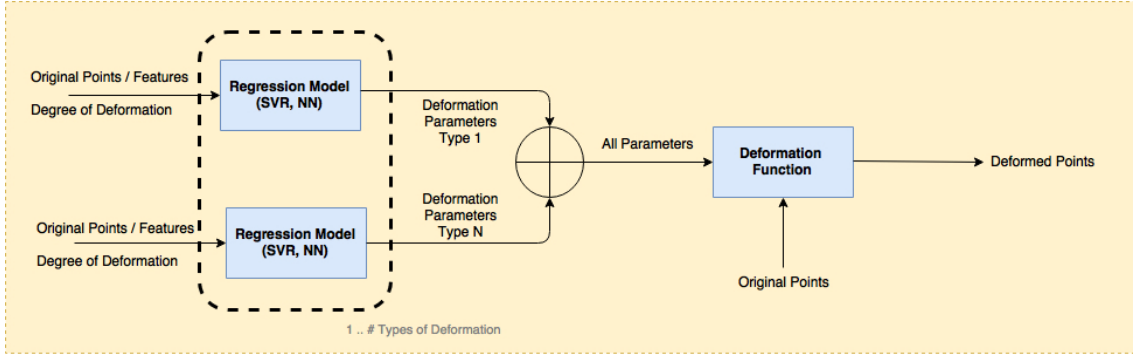 Original Points / Features
Degree of Deformation
Regression Model
(SVR, NN)
Deformation
Parameters
Type 1
All Parameters
Deformation
Function
Deformed Points
Original Points / Features
Degree of Deformation
Regression Model
(SVR, NN)
Deformation
Parameters
Type N
Original Points
1 .. # Types of Deformation